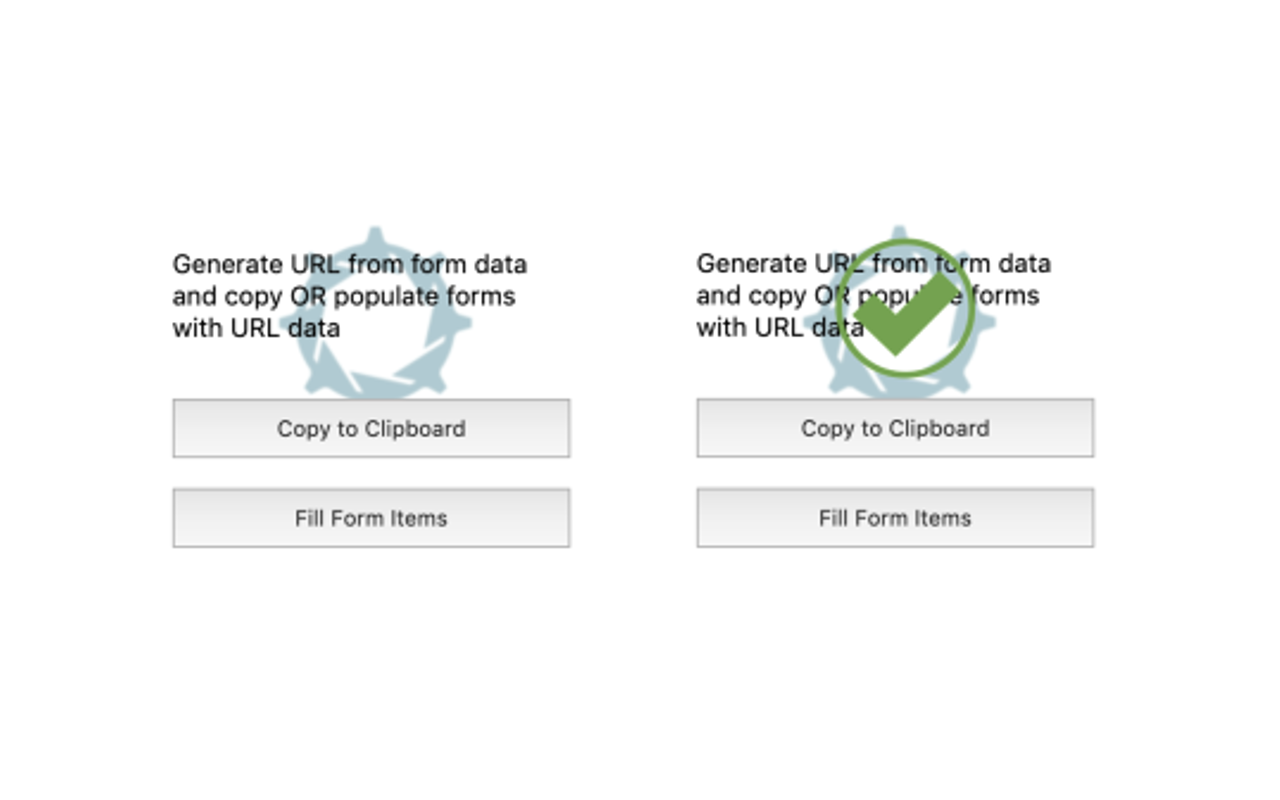 Generate URL from form data
and copy OR populate forms
with URL data
Copy to Clipboard
Fill Form Items
Generate URL from form data
and copy OR populate forms
with URL data
Copy to Clipboard
Fill Form Items